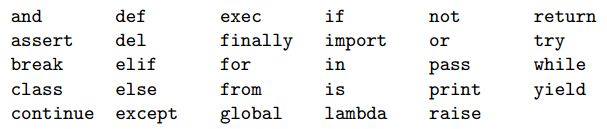 and def exec if not return
assert del finally import or try
break elif for in pass while
class else from is print yield
continue except global lambda raise